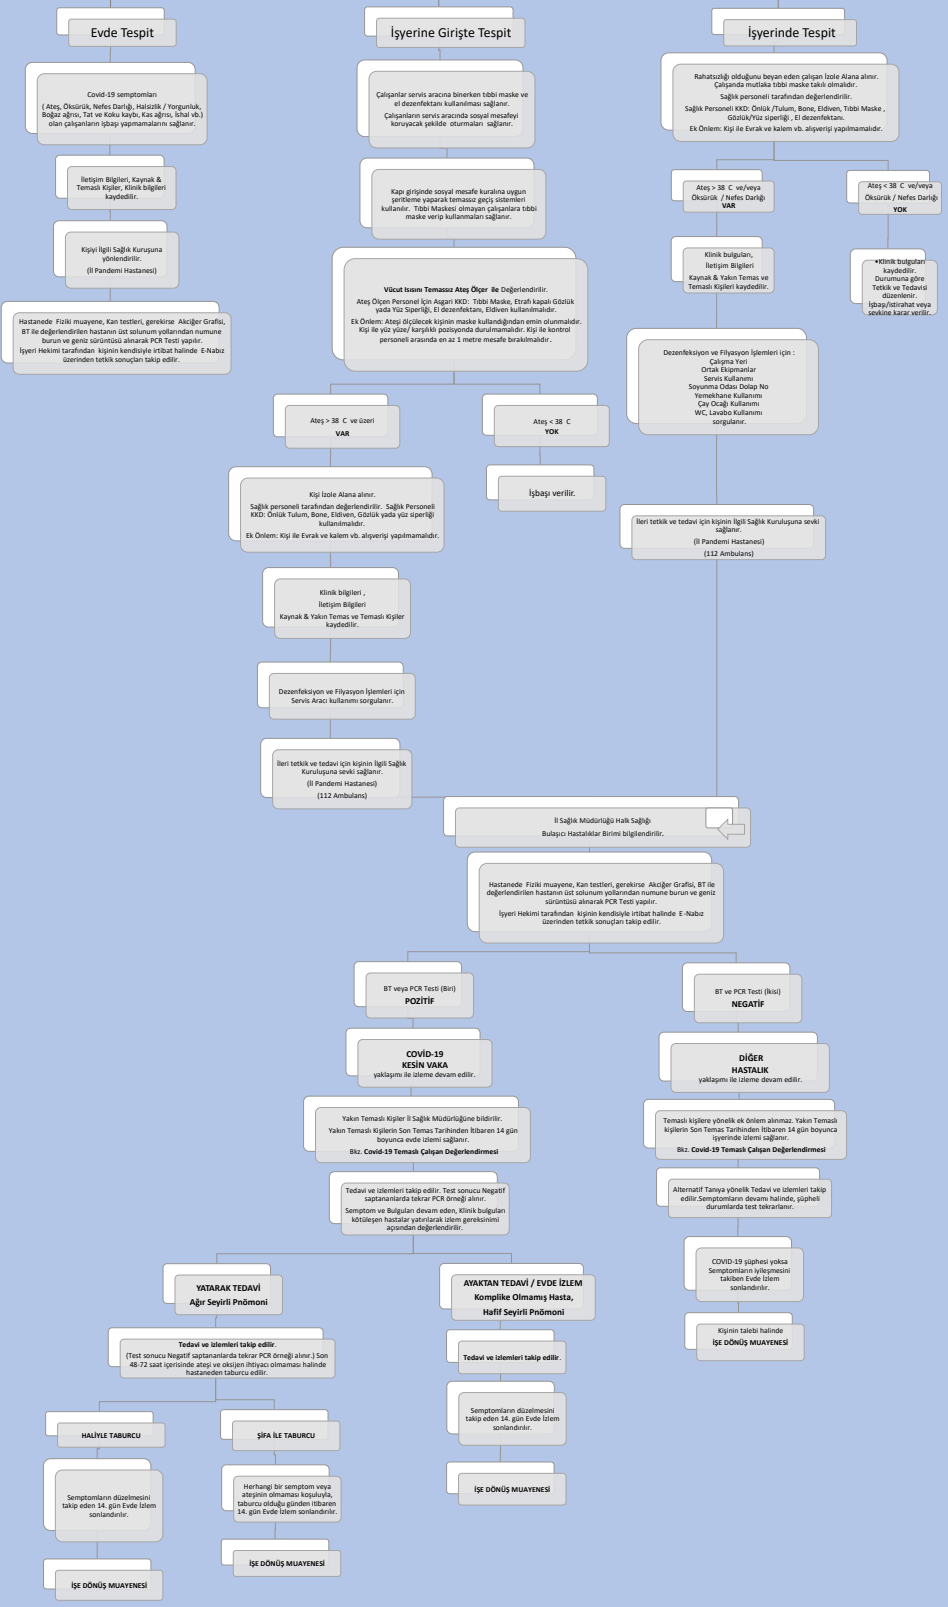 Evde Tespit
Covid-19 semptomları
( Ateş, Öksürük, Nefes Darlığı, Halsizlik / Yorgunluk,
Boğaz ağrısı, Tat ve Koku kaybı, Kas ağrısı, İshal vb.)
olan çalışanların işbaşı yapmamalarını sağlanır.
İletişim Bilgileri, Kaynak &
Temaslı Kişiler, Klinik bilgileri
kaydedilir.
Kişiyi İlgili Sağlık Kuruşuna
yönlendirilir.
(İl Pandemi Hastanesi)
Hastanede Fiziki muayene, Kan testleri, gerekirse Akciğer Grafisi,
BT ile değerlendirilen hastanın üst solunum yollarından numune
burun ve geniz sürüntüsü alınarak PCR Testi yapılır.
İşyeri Hekimi tarafından kişinin kendisiyle irtibat halinde E-Nabız
üzerinden tetkik sonuçları takip edilir.
İşyerine Girişte Tespit
Çalışanlar servis aracına binerken tıbbi maske ve
el dezenfektanı kullanılması sağlanır.
Çalışanların servis aracında sosyal mesafeyi
koruyacak şekilde oturmaları sağlanır.
Kapı girişinde sosyal mesafe kuralına uygun
şeritleme yaparak temassız geçiş sistemleri
kullanılır. Tıbbi Maskesi olmayan çalışanlara tıbbi
maske verip kullanmaları sağlanır.
Vücut Isısını Temassız Ateş Ölçer ile Değerlendirilir.
Ateş Ölçen Personel İçin Asgari KKD: Tıbbi Maske, Etrafı kapalı Gözlük
yada Yüz Siperliği, El dezenfektanı, Eldiven kullanılmalıdır.
Ek Önlem: Ateşi ölçülecek kişinin maske kullandığından emin olunmalıdır.
Kişi ile yüz yüze/ karşılıklı pozisyonda durulmamalıdır. Kişi ile kontrol
personeli arasında en az 1 metre mesafe bırakılmalıdır.
Ateş > 38 C ve üzeri
VAR
Ateş < 38 C
YOK
İşbaşı verilir.
Kişi İzole Alana alınır.
Sağlık personeli tarafından değerlendirilir. Sağlık Personeli
KKD: Önlük Tulum, Bone, Eldiven, Gözlük yada yüz siperliği
kullanılmalıdır.
Ek Önlem: Kişi ile Evrak ve kalem vb. alışverişi yapılmamalıdır.
Klinik bilgileri ,
İletişim Bilgileri
Kaynak & Yakın Temas ve Temaslı Kişiler
kaydedilir.
Dezenfeksiyon ve Filyasyon İşlemleri için
Servis Aracı kullanımı sorgulanır.
İleri tetkik ve tedavi için kişinin İlgili Sağlık
Kuruluşuna sevki sağlanır.
(İl Pandemi Hastanesi)
(112 Ambulans)
İşyerinde Tespit
Rahatsızlığı olduğunu beyan eden çalışan İzole Alana alınır.
Çalışanda mutlaka tıbbi maske takılı olmalıdır.
Sağlık personeli tarafından değerlendirilir.
Sağlık Personeli KKD: Önlük /Tulum, Bone, Eldiven, Tıbbi Maske ,
Gözlük/Yüz siperliği , El dezenfektanı.
Ek Önlem: Kişi ile Evrak ve kalem vb. alışverişi yapılmamalıdır.
Ateş > 38 C ve/veya
Öksürük / Nefes Darlığı
VAR
Ateş < 38 C ve/veya
Öksürük / Nefes Darlığı
YOK
Klinik bulguları,
İletişim Bilgileri
Kaynak & Yakın Temas ve
Temaslı Kişileri kaydedilir.
•Klinik bulguları
kaydedilir.
Durumuna göre
Tetkik ve Tedavisi
düzenlenir.
İşbaşı/istirahat veya
sevkine karar verilir.
Dezenfeksiyon ve Filyasyon İşlemleri için :
Çalışma Yeri
Ortak Ekipmanlar
Servis Kullanımı
Soyunma Odası Dolap No
Yemekhane Kullanımı
Çay Ocağı Kullanımı
WC, Lavabo Kullanımı
sorgulanır.
İleri tetkik ve tedavi için kişinin İlgili Sağlık Kuruluşuna sevki
sağlanır.
(İl Pandemi Hastanesi)
(112 Ambulans)
İl Sağlık Müdürlüğü Halk Sağlığı
Bulaşıcı Hastalıklar Birimi bilgilendirilir.
Hastanede Fiziki muayene, Kan testleri, gerekirse Akciğer Grafisi, BT ile
değerlendirilen hastanın üst solunum yollarından numune burun ve geniz
sürüntüsü alınarak PCR Testi yapılır.
İşyeri Hekimi tarafından kişinin kendisiyle irtibat halinde E-Nabız
üzerinden tetkik sonuçları takip edilir.
BT veya PCR Testi (Biri)
POZİTİF
BT ve PCR Testi (İkisi)
NEGATİF
COVİD-19
KESİN VAKA
yaklaşımı ile izleme devam edilir.
DİĞER
HASTALIK
yaklaşımı ile izleme devam edilir.
Yakın Temaslı Kişiler İl Sağlık Müdürlüğüne bildirilir.
Yakın Temaslı Kişilerin Son Temas Tarihinden İtibaren 14 gün
boyunca evde izlemi sağlanır.
Bkz. Covid-19 Temaslı Çalışan Değerlendirmesi
Temaslı kişilere yönelik ek önlem alınmaz. Yakın Temaslı
kişilerin Son Temas Tarihinden İtibaren 14 gün boyunca
işyerinde izlemi sağlanır.
Bkz. Covid-19 Temaslı Çalışan Değerlendirmesi
Tedavi ve izlemleri takip edilir. Test sonucu Negatif
saptananlarda tekrar PCR örneği alınır.
Semptom ve Bulguları devam eden, Klinik bulguları
kötüleşen hastalar yatırılarak izlem gereksinimi
açısından değerlendirilir.
Alternatif Tanıya yönelik Tedavi ve izlemleri takip
edilir.Semptomların devamı halinde, şüpheli
durumlarda test tekrarlanır.
COVID-19 şüphesi yoksa
Semptomların iyileşmesini
takiben Evde İzlem
sonlandırılır.
Kişinin talebi halinde
İŞE DÖNÜŞ MUAYENESİ
YATARAK TEDAVİ
Ağır Seyirli Pnömoni
AYAKTAN TEDAVİ / EVDE İZLEM
Komplike Olmamış Hasta,
Hafif Seyirli Pnömoni
Tedavi ve izlemleri takip edilir.
(Test sonucu Negatif saptananlarda tekrar PCR örneği alınır.) Son
48-72 saat içerisinde ateşi ve oksijen ihtiyacı olmaması halinde
hastaneden taburcu edilir.
Tedavi ve izlemleri takip edilir.
Semptomların düzelmesini
takip eden 14. gün Evde İzlem
sonlandırılır.
İŞE DÖNÜŞ MUAYENESİ
HALİYLE TABURCU
ŞİFA İLE TABURCU
Semptomların düzelmesini
takip eden 14. gün Evde İzlem
sonlandırılır.
Herhangi bir semptom veya
ateşinin olmaması koşuluyla,
taburcu olduğu günden itibaren
14. gün Evde İzlem sonlandırılır.
İŞE DÖNÜŞ MUAYENESİ
İŞE DÖNÜŞ MUAYENESİ